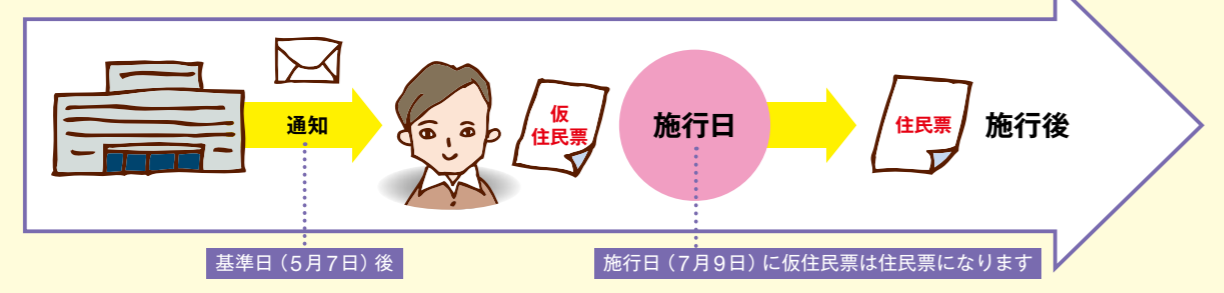 通知
仮
住民票
施行日
住民票
施行後
基準日（5月7日）後
施行日（7月9日）に仮住民票は住民票になります